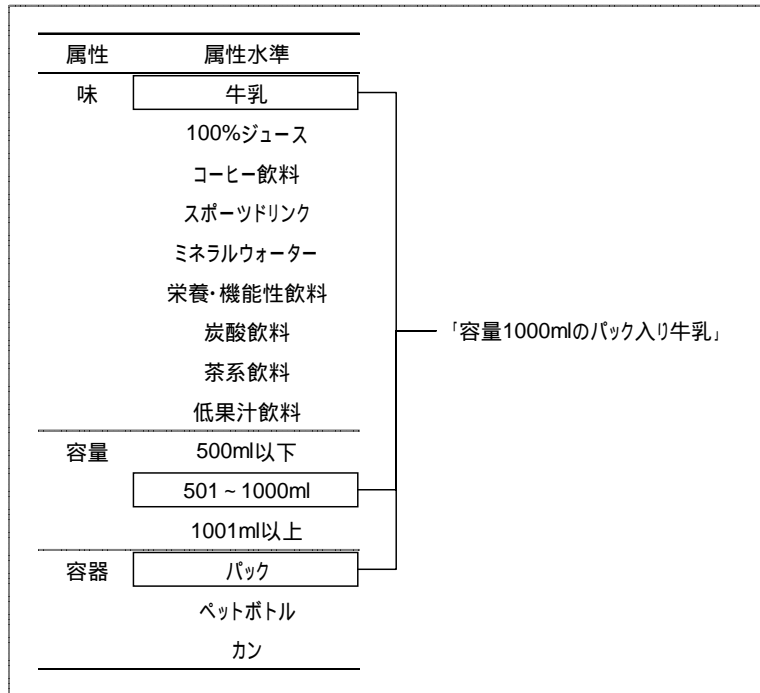 属性 属性水準
味 牛乳
100%ジュース
コーヒー飲料
スポーツドリンク
ミネラルウォーター
栄養・機能性飲料
炭酸飲料
「容量1000mlのパック入り牛乳」
茶系飲料
低果汁飲料
容量 500ml以下
501~1000ml
1001ml以上
容器 パック
ペットボトル
カン